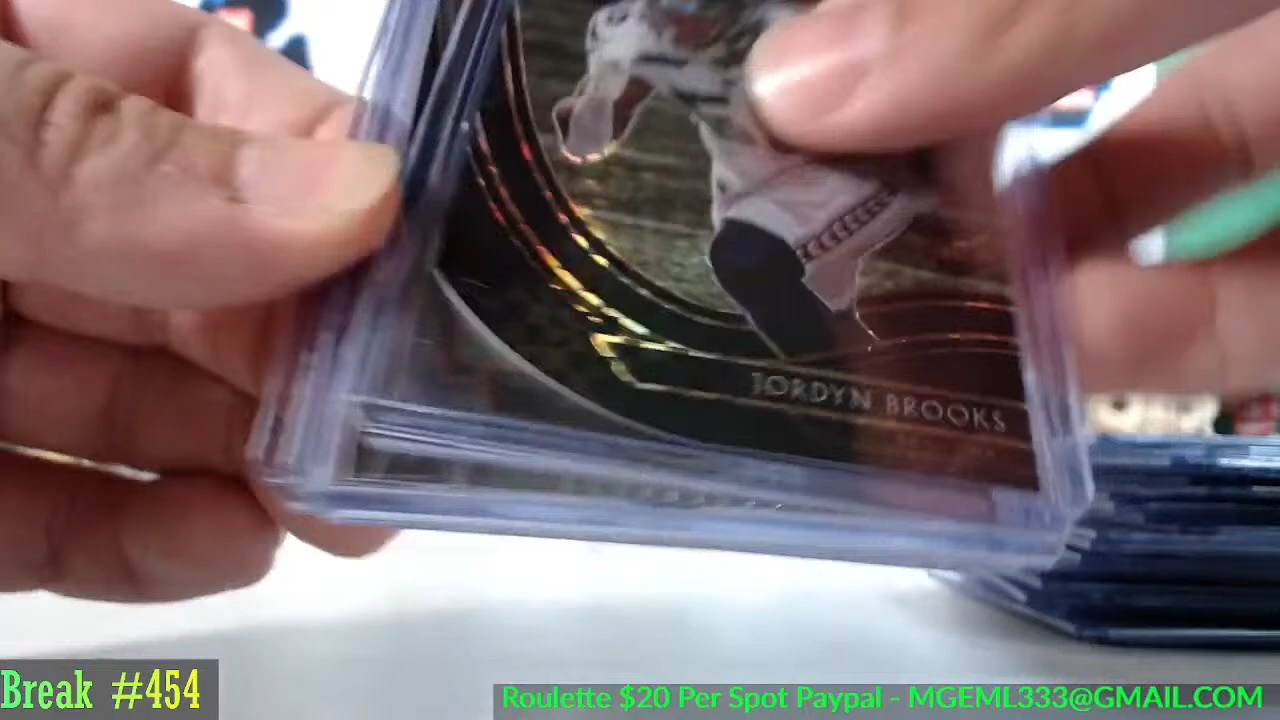 JORDYN BROOKS
Break #454
Roulette $20 Per Spot Paypal - MGEML333@GMAIL.COM